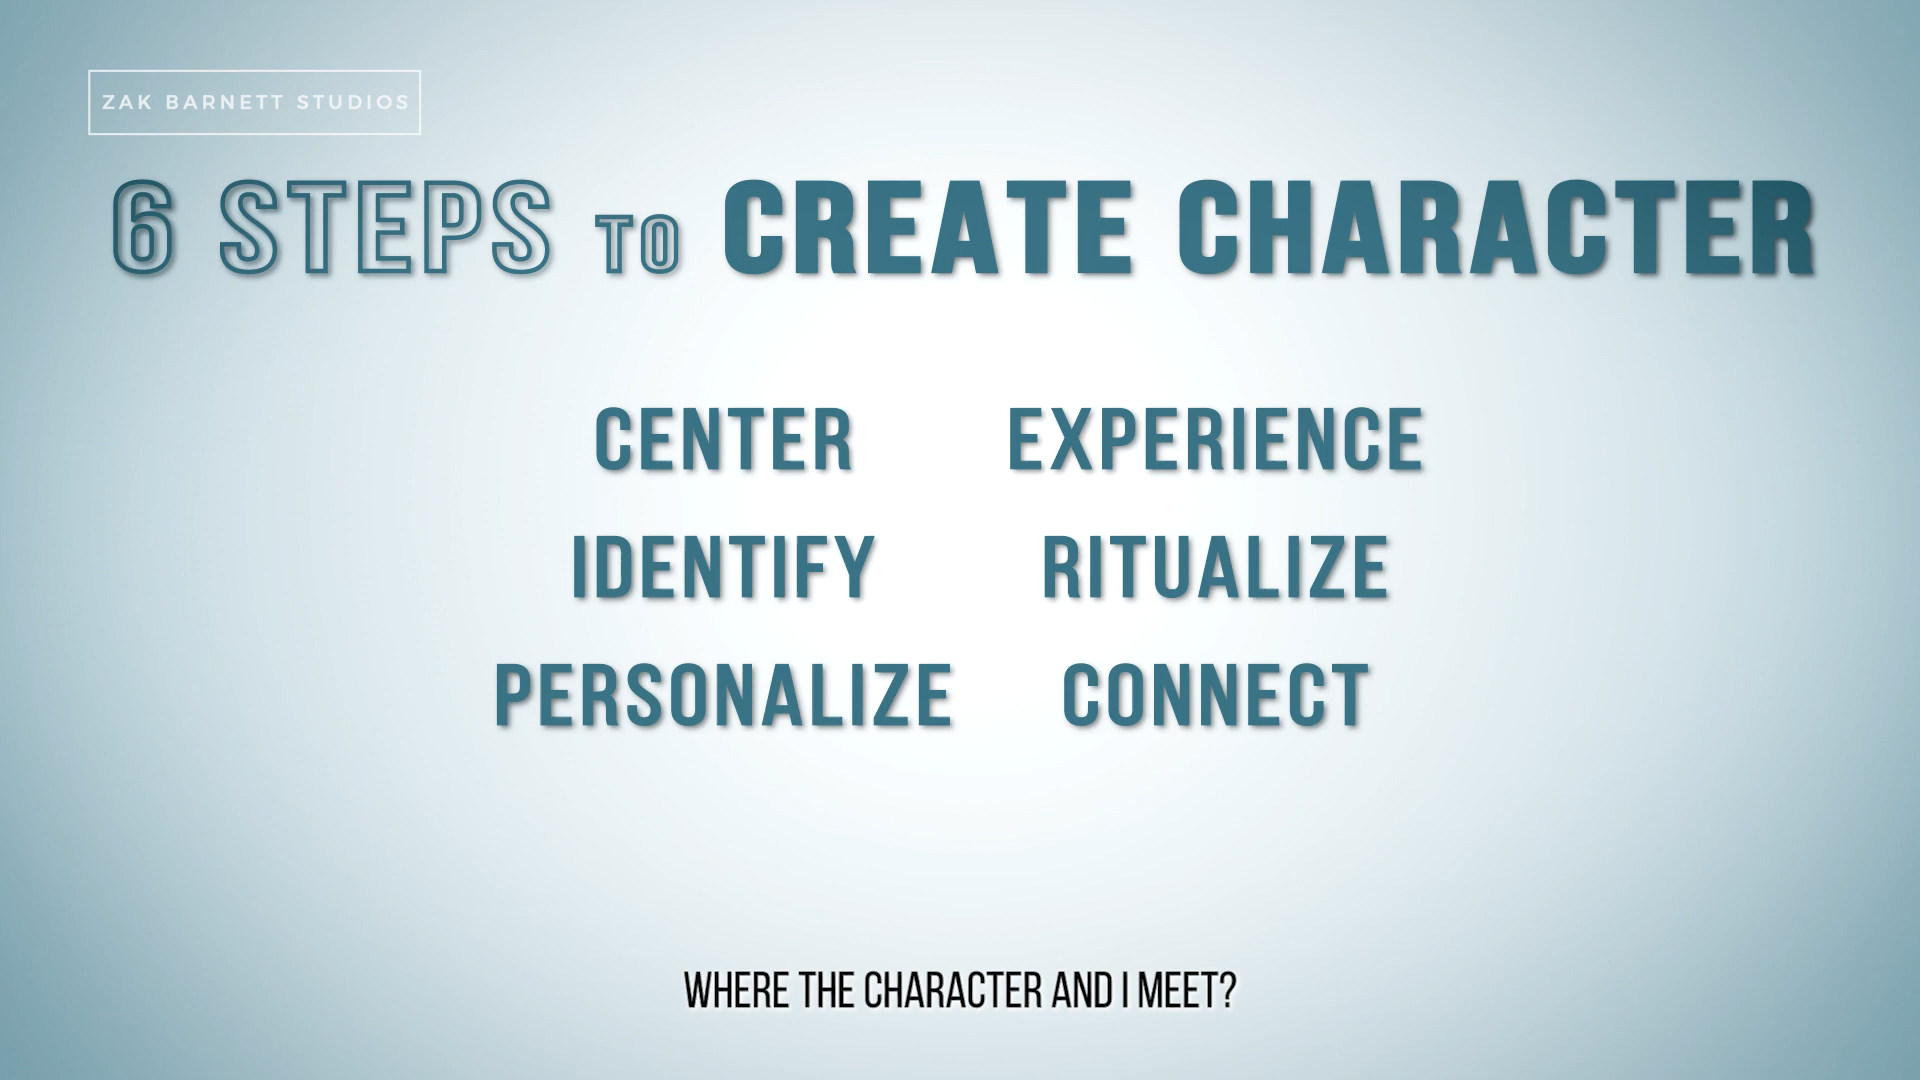 ZAK BARNETT STUDIOS
6 STEPS TO CREATE CHARACTER
CENTER
IDENTIFY
PERSONALIZE
EXPERIENCE
RITUALIZE
CONNECT
WHERE THE CHARACTER AND I MEET?